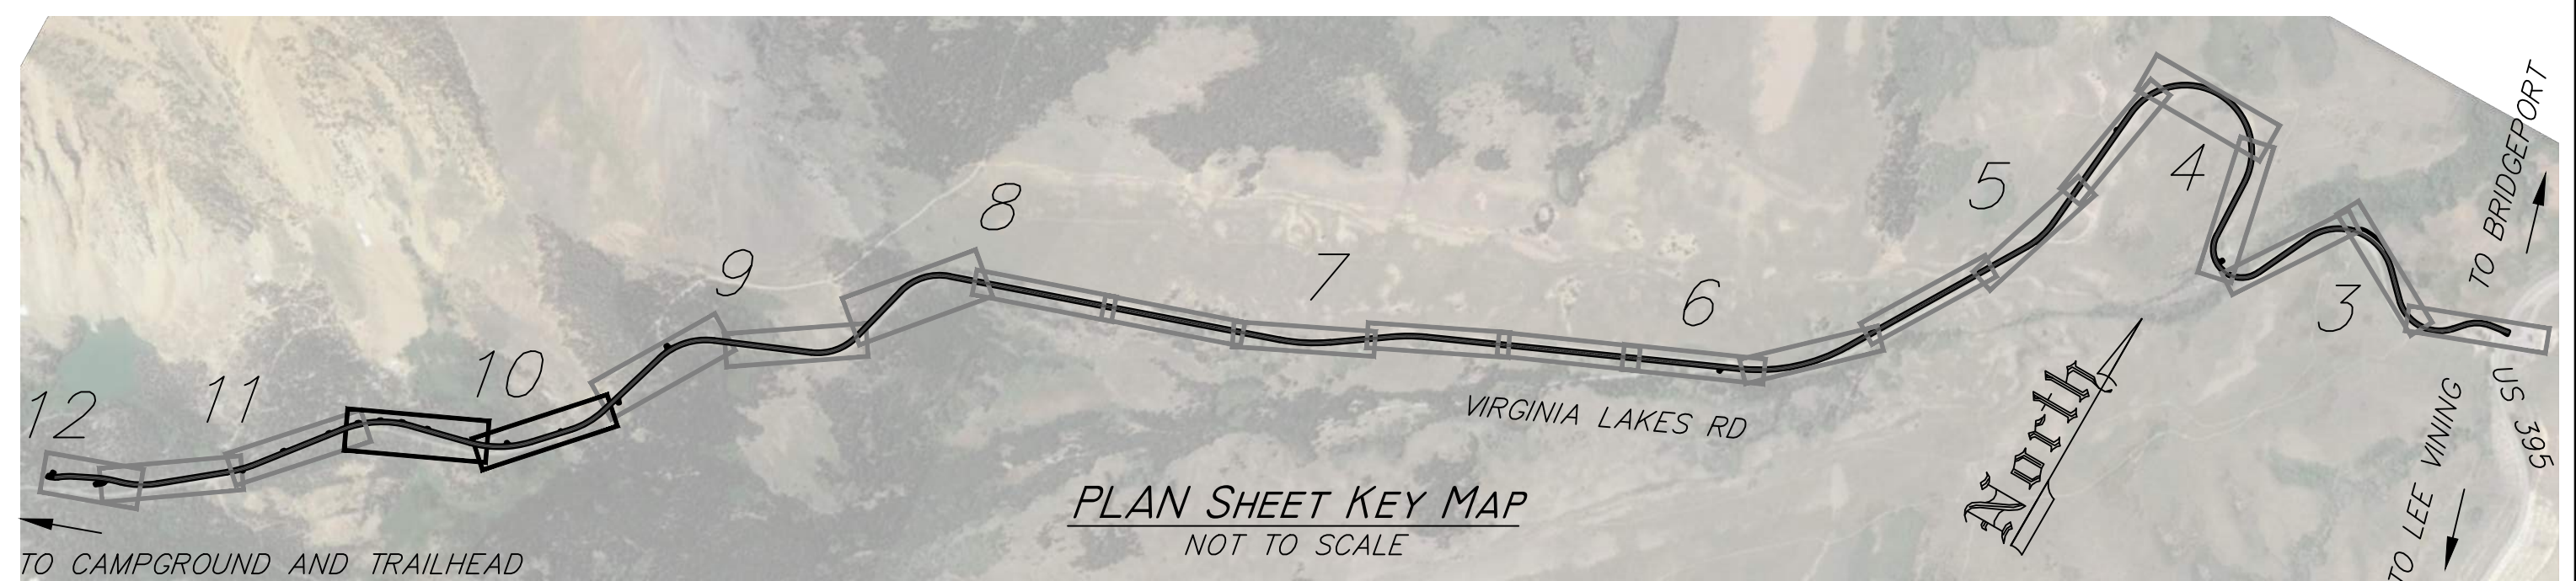 TO BRIDGEPORT
4
5
8
9
7
6
3
10
11
12
VIRGINIA LAKES RD
North
US 395
TO LEE VINING
PLAN SHEET KEY MAP
NOT TO SCALE
TO CAMPGROUND AND TRAILHEAD